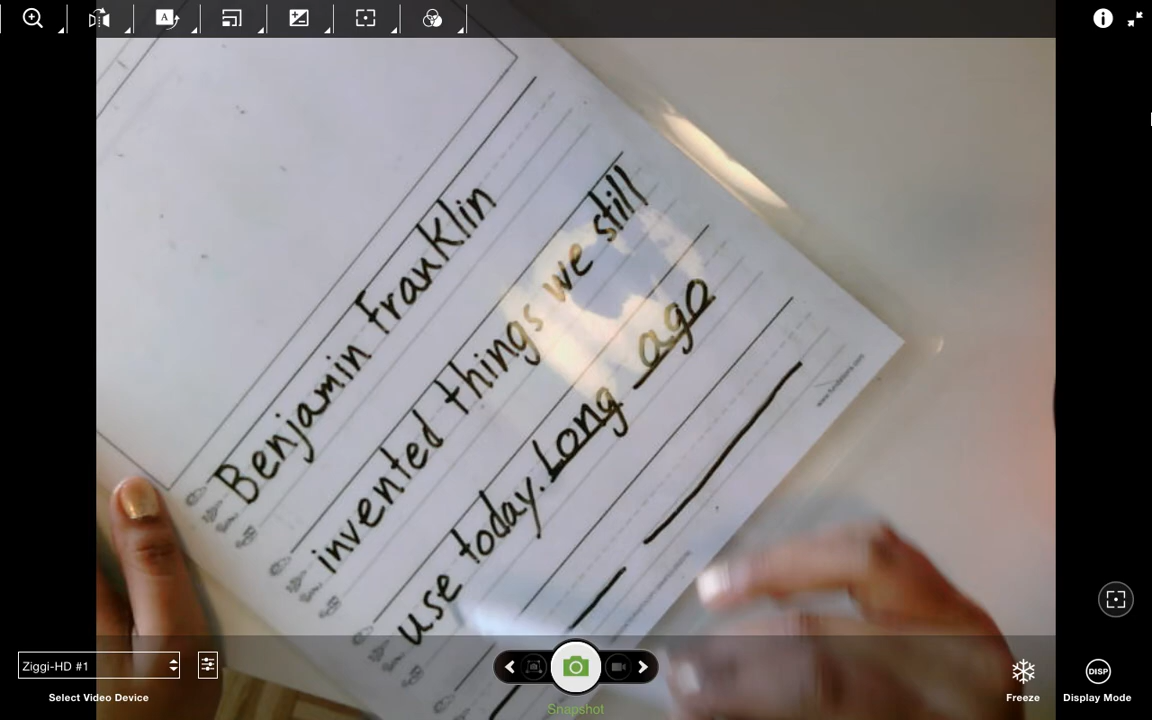 Ziggi-HD #1
Select Video Device
Snapshot
Freeze
DISP
Display Mode
Benjamin Franklin
invented things we still
use today. Long ago